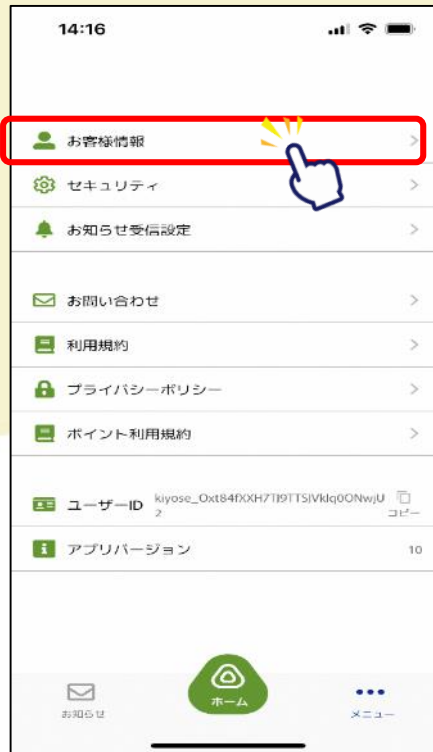 14:16
お客様情報
セキュリティ
お知らせ受信設定
お問い合わせ
利用規約
プライバシーポリシー
ポイント利用規約
ユーザーID kiyose_Oxt84fXXH7TI9TTSjVklq0ONwjU
2 コピー
アプリバージョン 10
お知らせ
ホーム
メニュー